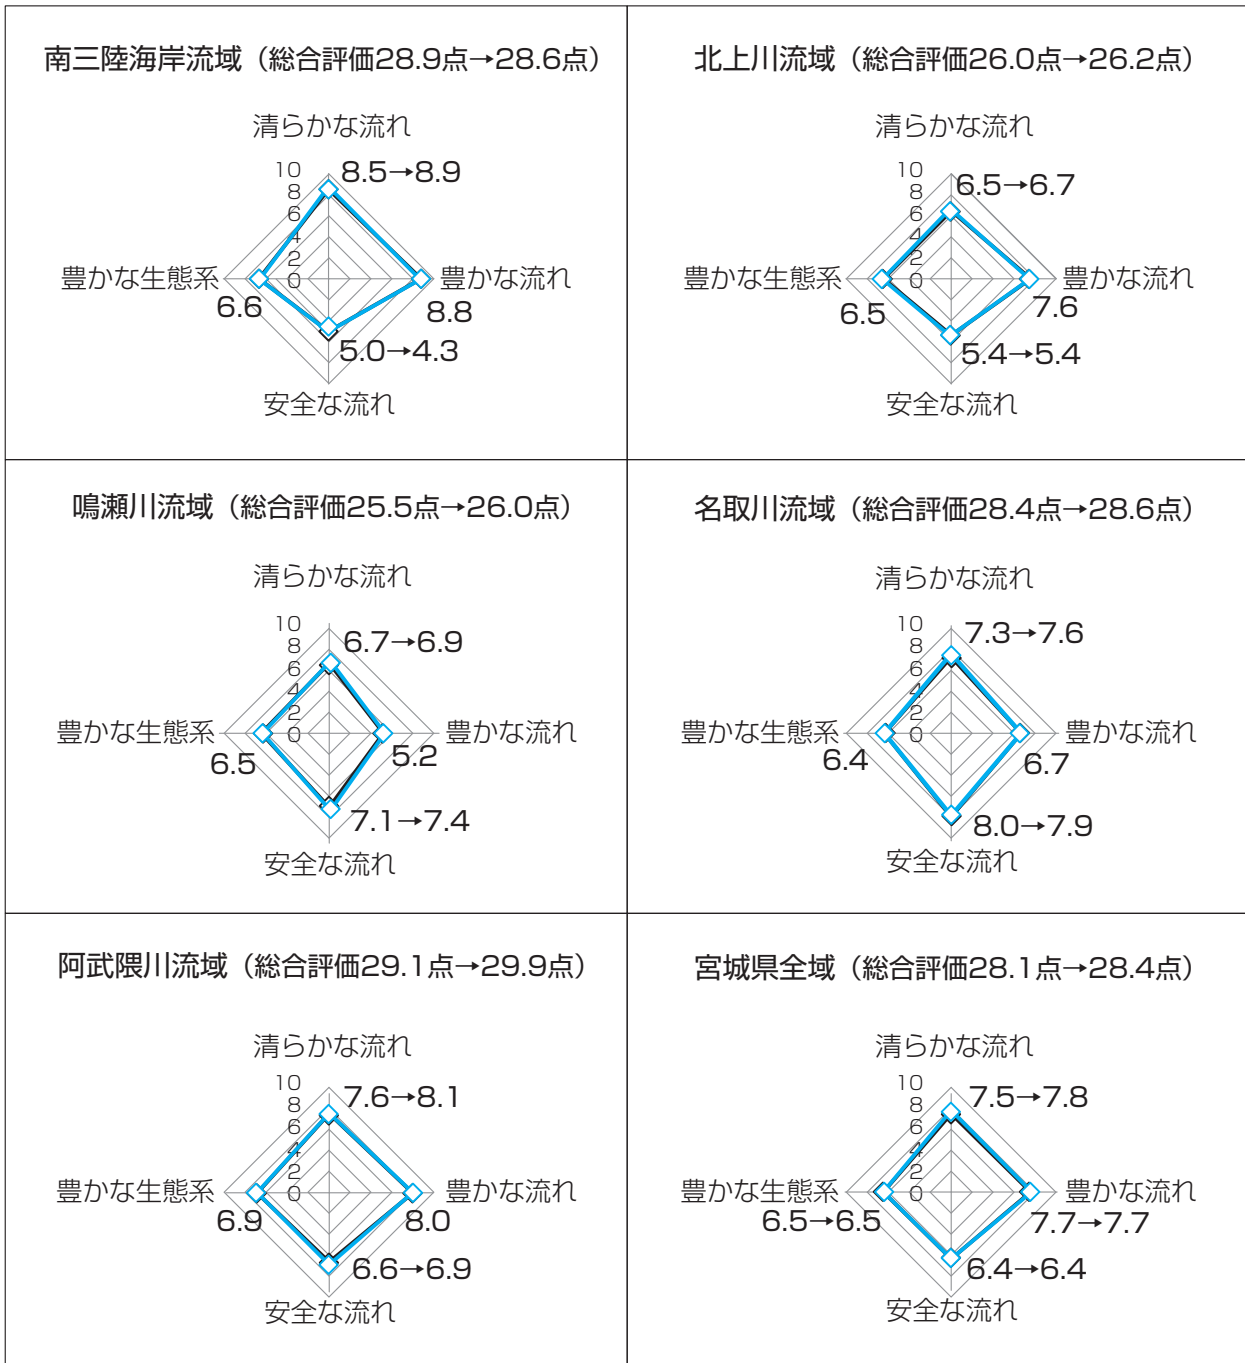 南三陸海岸流域（総合評価28.9点→28.6点）
清らかな流れ
10
8
6
4
2
0
8.5→8.9
豊かな生態系
6.6
豊かな流れ
8.8
5.0→4.3
安全な流れ
北上川流域（総合評価26.0点→26.2点）
清らかな流れ
10
8
6
4
2
0
6.5→6.7
豊かな生態系
6.5
豊かな流れ
7.6
5.4→5.4
安全な流れ
鳴瀬川流域（総合評価25.5点→26.0点）
清らかな流れ
10
8
6
4
2
0
6.7→6.9
豊かな生態系
6.5
豊かな流れ
5.2
7.1→7.4
安全な流れ
名取川流域（総合評価28.4点→28.6点）
清らかな流れ
10
8
6
4
2
0
7.3→7.6
豊かな生態系
6.4
豊かな流れ
6.7
8.0→7.9
安全な流れ
阿武隈川流域（総合評価29.1点→29.9点）
清らかな流れ
10
8
6
4
2
0
7.6→8.1
豊かな生態系
6.9
豊かな流れ
8.0
6.6→6.9
安全な流れ
宮城県全域（総合評価28.1点→28.4点）
清らかな流れ
10
8
6
4
2
0
7.5→7.8
豊かな生態系
6.5→6.5
豊かな流れ
7.7→7.7
6.4→6.4
安全な流れ